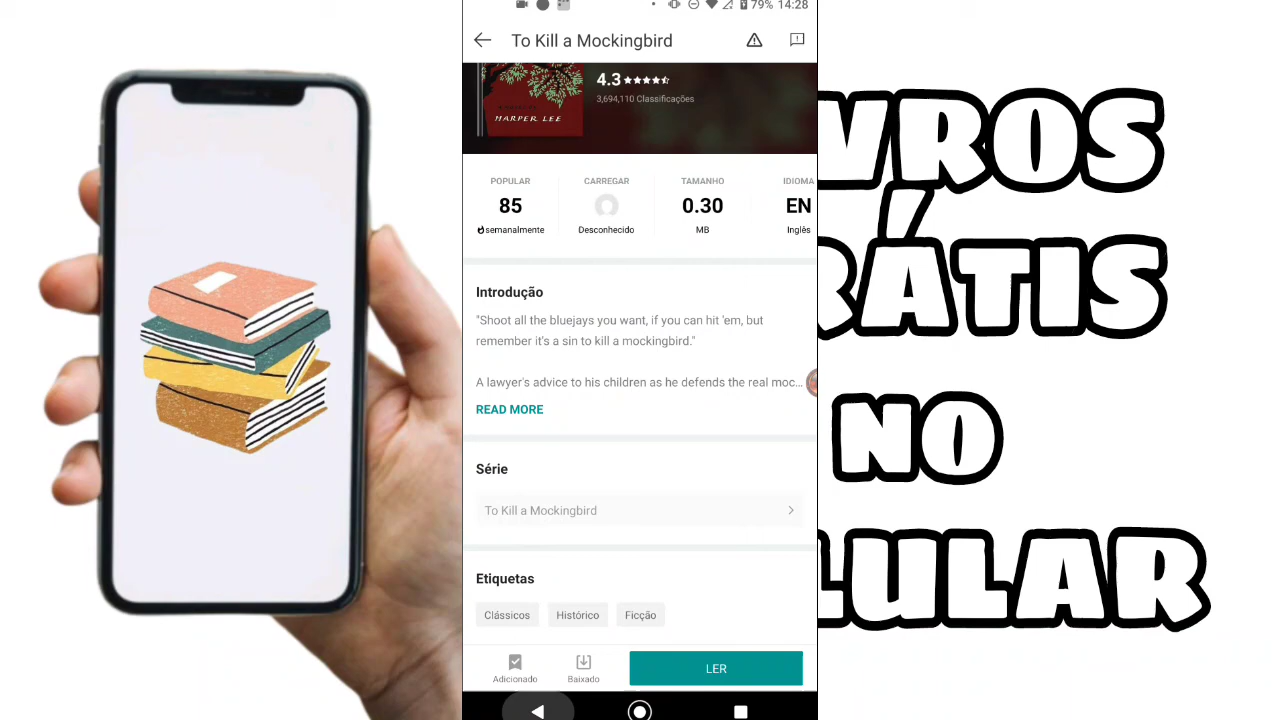 79% 14:28
To Kill a Mockingbird
4.3
3,694,110 Classificações
HARPER LEE
POPULAR CARREGAR TAMANHO IDIOMA
85 0.30 EN
semanalmente Desconhecido MB Inglês
Introdução
"Shoot all the bluejays you want, if you can hit 'em, but
remember it's a sin to kill a mockingbird."
A lawyer's advice to his children as he defends the real moc...
READ MORE
Série
To Kill a Mockingbird
Etiquetas
Clássicos Histórico Ficção
Adicionado Baixado LER
VROS
RÁTIS
NO
LULAR